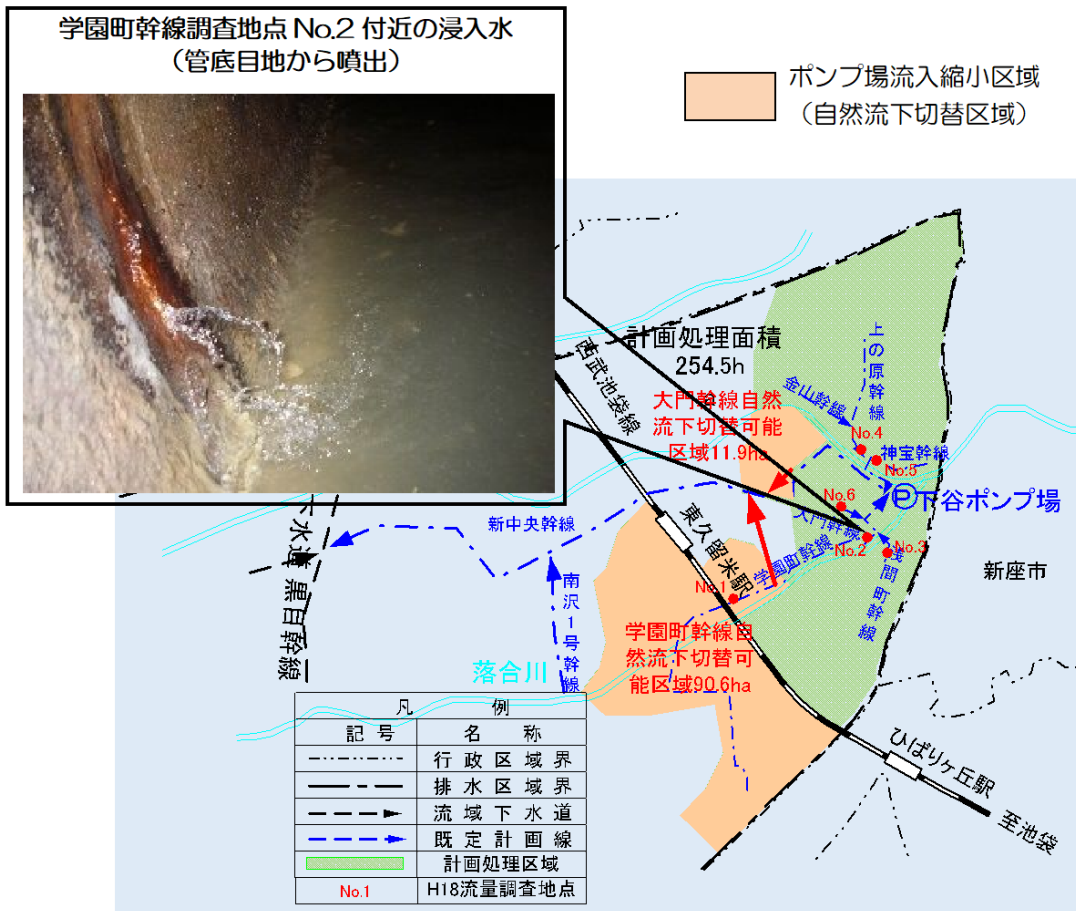 学園町幹線調査地点 No.2 付近の浸入水
（管底目地から噴出）
ポンプ場流入縮小区域
（自然流下切替区域）
計画処理面積
254.5h
西武池袋線
上の原幹線
金山幹線
大門幹線自然
流下切替可能
区域11.9ha
No.4
神宝幹線
No.5
No.6
P下谷ポンプ場
大門幹線
No.2
No.3
浅間町幹線
新座市
新中央幹線
東久留米駅
学園町幹線
No.1
南沢１号幹線
水道 黒目幹線
学園町幹線自
然流下切替可
能区域90.6ha
落合川
ひばりヶ丘駅
至池袋
凡 例
記号 名 称
行政区域界
排水区域界
流域下水道
既定計画線
計画処理区域
No.1 H18流量調査地点